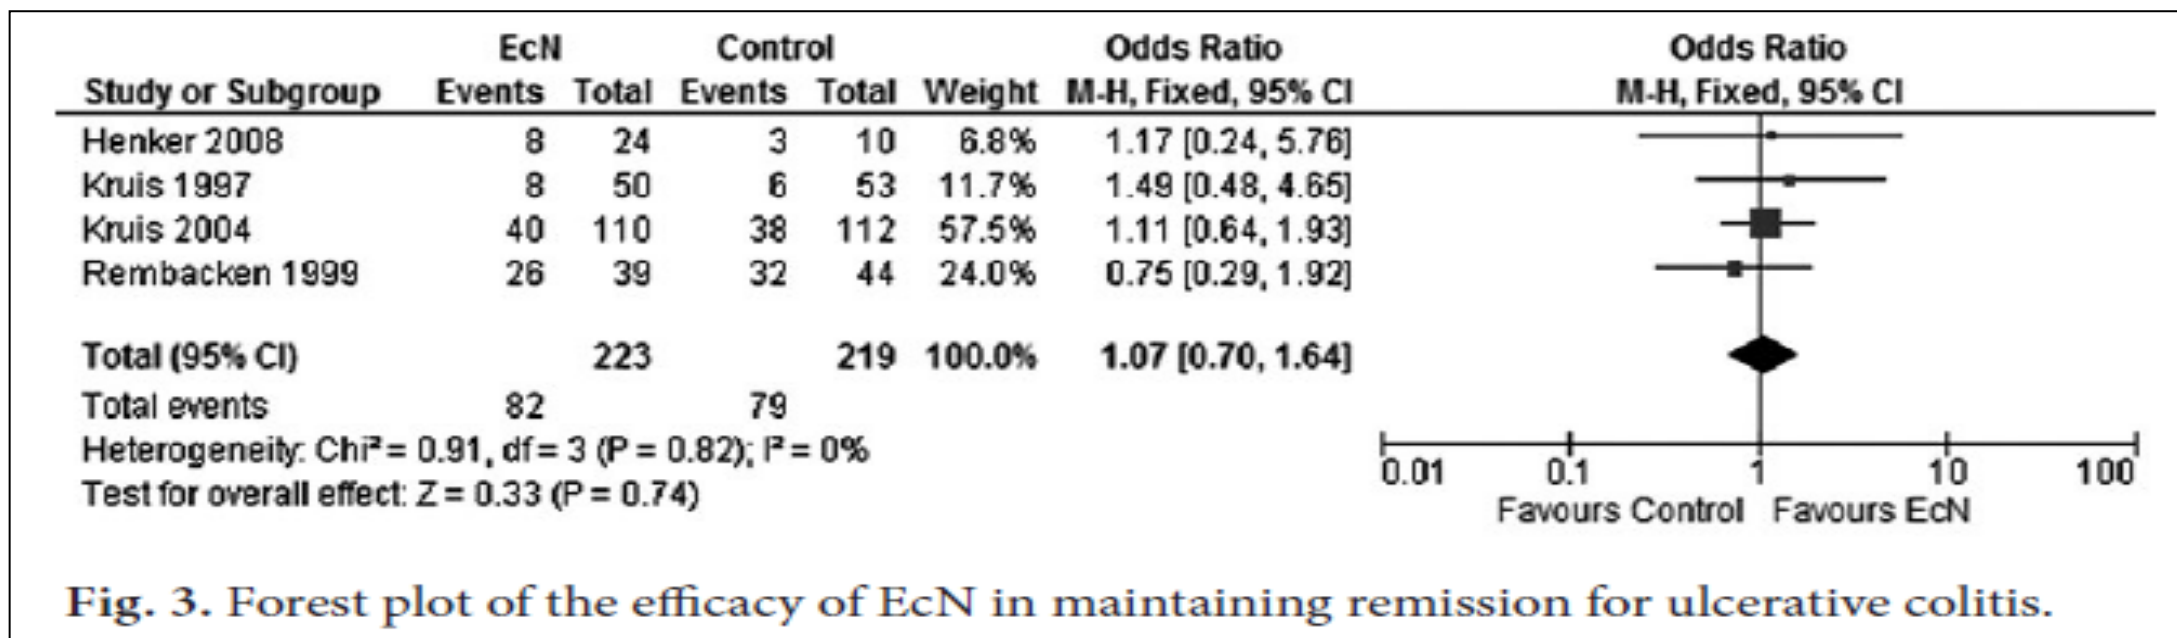 EcN Control Odds Ratio Odds Ratio
Study or Subgroup Events Total Events Total Weight M-H, Fixed, 95% CI M-H, Fixed, 95% CI
Henker 2008 8 24 3 10 6.8% 1.17 [0.24, 5.76]
Kruis 1997 8 50 6 53 11.7% 1.49 [0.48, 4.65]
Kruis 2004 40 110 38 112 57.5% 1.11 [0.64, 1.93]
Rembacken 1999 26 39 32 44 24.0% 0.75 [0.29, 1.92]
Total (95% CI) 223 219 100.0% 1.07 [0.70, 1.64]
Total events 82 79
Heterogeneity: Chi² = 0.91, df = 3 (P = 0.82); I² = 0%
Test for overall effect: Z = 0.33 (P = 0.74)
0.01 0.1 1 10 100
Favours Control Favours EcN
Fig. 3. Forest plot of the efficacy of EcN in maintaining remission for ulcerative colitis.